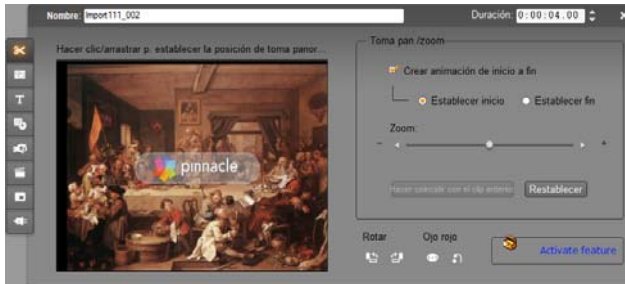 Nombre: Import111_002
Duración: 0:00:04.00
Hacer clic/arrastrar p. establecer la posición de toma panor...
Toma pan /zoom
Crear animación de inicio a fin
Establecer inicio Establecer fin
Zoom:
- +
pinnacle
Hacer coincidir con el clip anterior
Restablecer
Rotar Ojo rojo
Activate feature
T